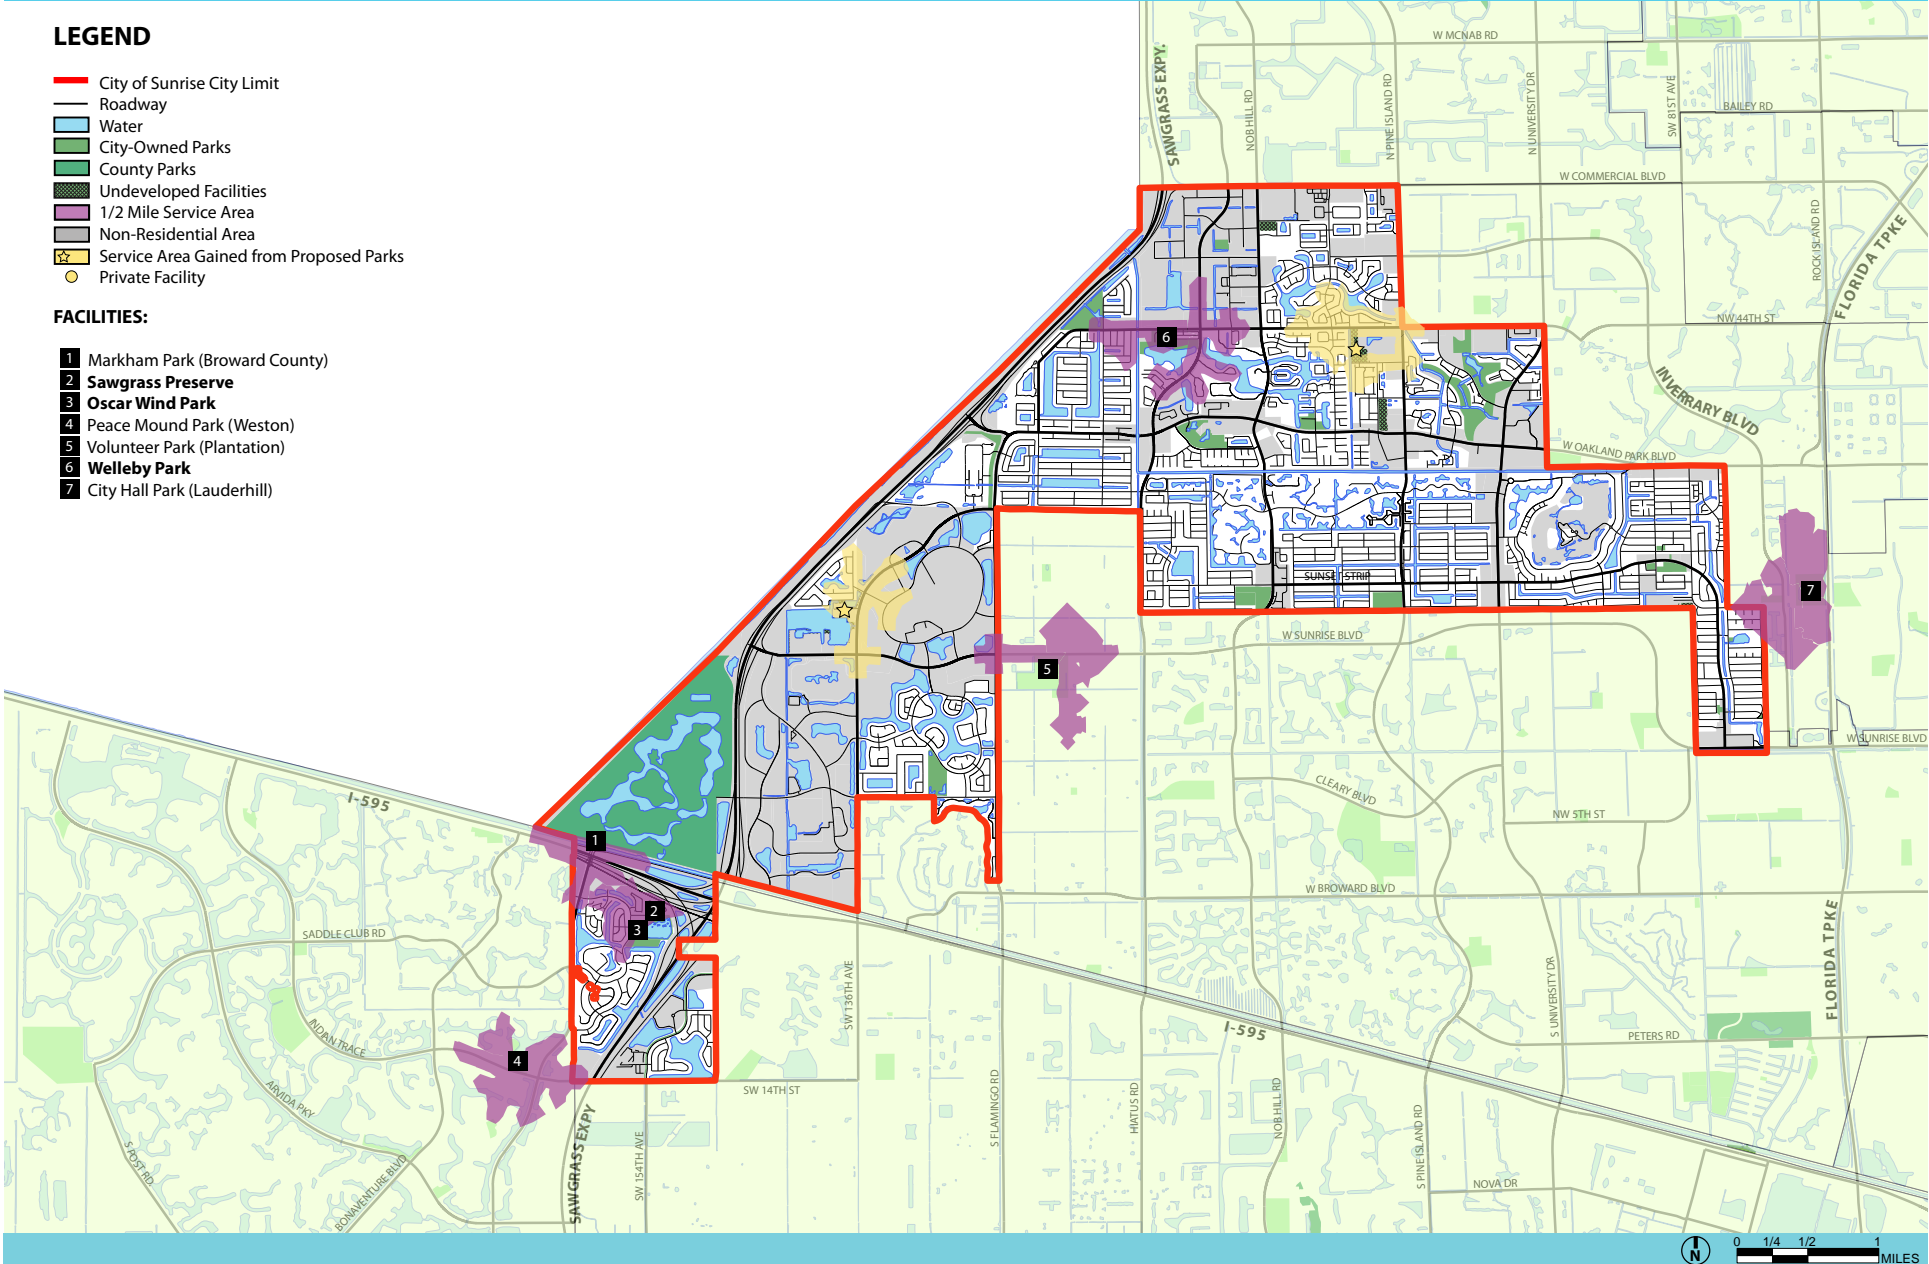 LEGEND
City of Sunrise City Limit
Roadway
Water
City-Owned Parks
County Parks
Undeveloped Facilities
1/2 Mile Service Area
Non-Residential Area
Service Area Gained from Proposed Parks
Private Facility
FACILITIES:
1 Markham Park (Broward County)
2 Sawgrass Preserve
3 Oscar Wind Park
4 Peace Mound Park (Weston)
5 Volunteer Park (Plantation)
6 Welleby Park
7 City Hall Park (Lauderhill)
W MCNAB RD
SAWGRASS EXPY.
NOB HILL RD
N PINE ISLAND RD
N UNIVERSITY DR
SW 81ST AVE
BAILEY RD
W COMMERCIAL BLVD
ROCK ISLAND RD
FLORIDA TPKE
NW 44TH ST
6
INVERRARY BLVD
W OAKLAND PARK BLVD
SUNSET STRIP
7
W SUNRISE BLVD
5
W SUNRISE BLVD
I-595
CLEARY BLVD
NW 5TH ST
1
W BROWARD BLVD
2
3
SADDLE CLUB RD
SW 136TH AVE
S UNIVERSITY DR
FLORIDA TPKE
INDIAN TRACE
I-595
PETERS RD
4
ARVIDA PKY
SW 14TH ST
S FLAMINGO RD
HIATUS RD
NOB HILL RD
S PINE ISLAND RD
S POST RD
BONAVENTURE BLVD
SAWGRASS EXPY
SW 154TH AVE
NOVA DR
N
0 1/4 1/2 1
MILES